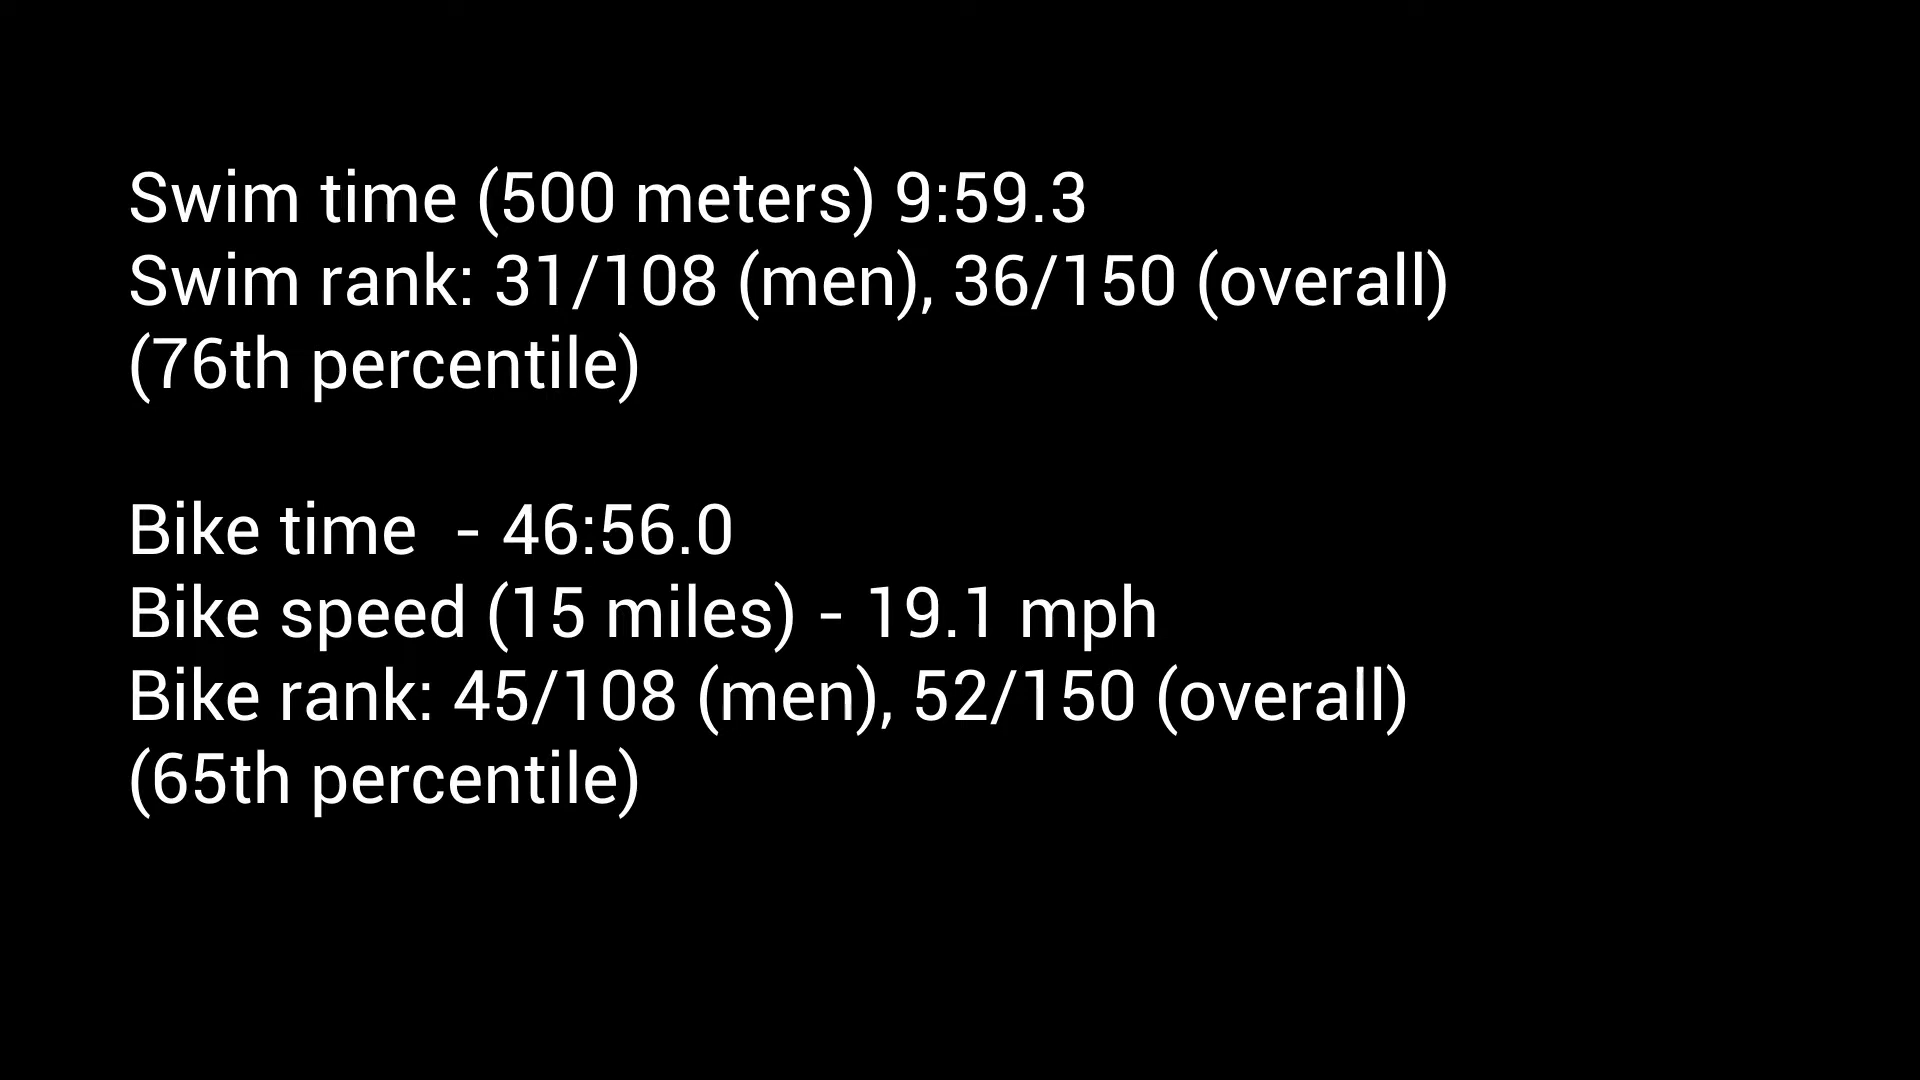 Swim time (500 meters) 9:59.3
Swim rank: 31/108 (men), 36/150 (overall)
(76th percentile)
Bike time  - 46:56.0
Bike speed (15 miles) - 19.1 mph
Bike rank: 45/108 (men), 52/150 (overall)
(65th percentile)